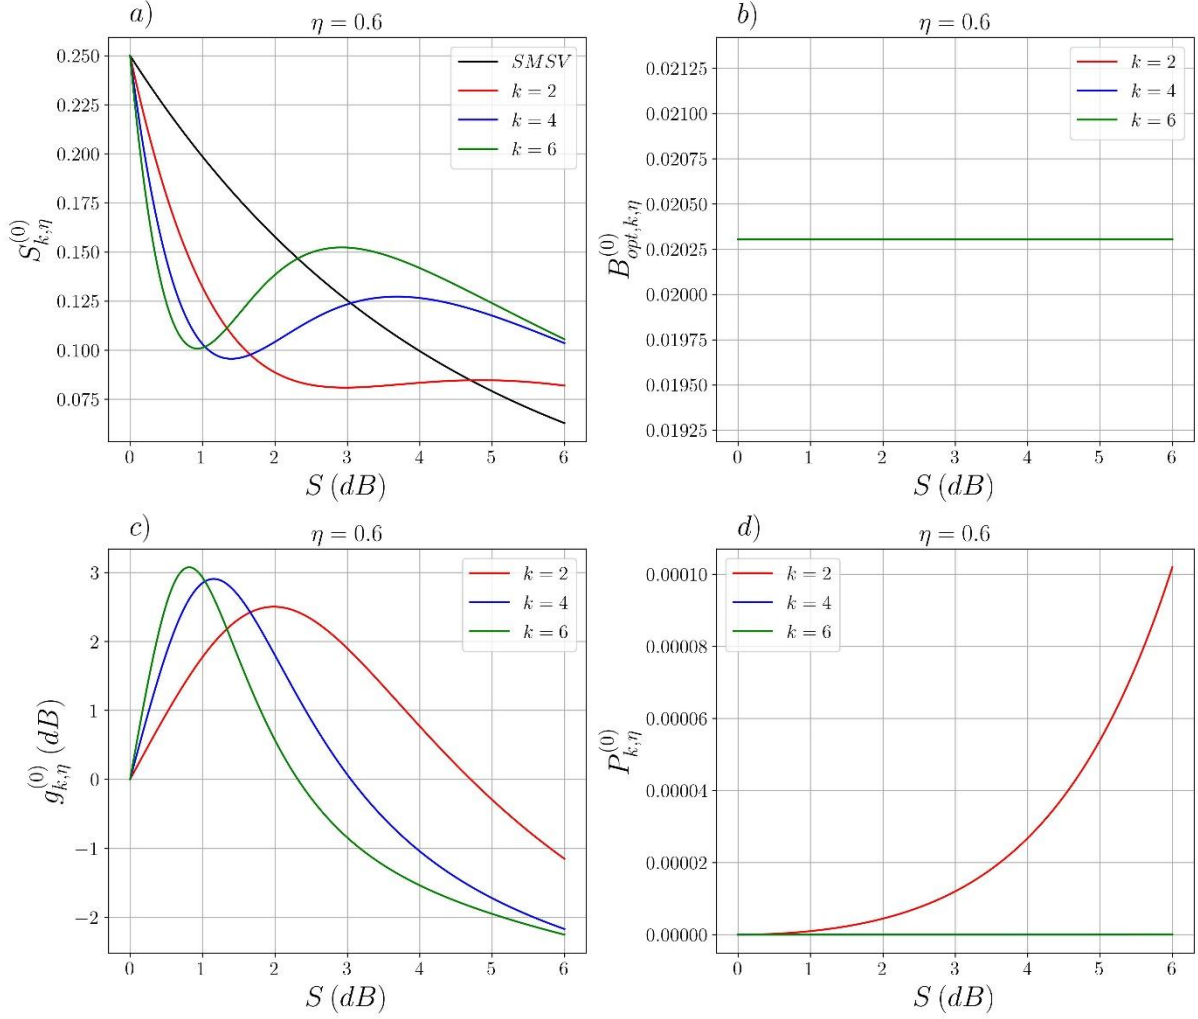 a)
η = 0.6
0.250
0.225
0.200
0.175
0.150
0.125
0.100
0.075
S^{(0)}_{k,η}
SMSV
k = 2
k = 4
k = 6
0 1 2 3 4 5 6
S (dB)
b)
η = 0.6
0.02125
0.02100
0.02075
0.02050
0.02025
0.02000
0.01975
0.01950
0.01925
B^{(0)}_{opt,k,η}
k = 2
k = 4
k = 6
0 1 2 3 4 5 6
S (dB)
c)
η = 0.6
3
2
1
0
−1
−2
g^{(0)}_{k,η} (dB)
k = 2
k = 4
k = 6
0 1 2 3 4 5 6
S (dB)
d)
η = 0.6
0.00010
0.00008
0.00006
0.00004
0.00002
0.00000
P^{(0)}_{k,η}
k = 2
k = 4
k = 6
0 1 2 3 4 5 6
S (dB)